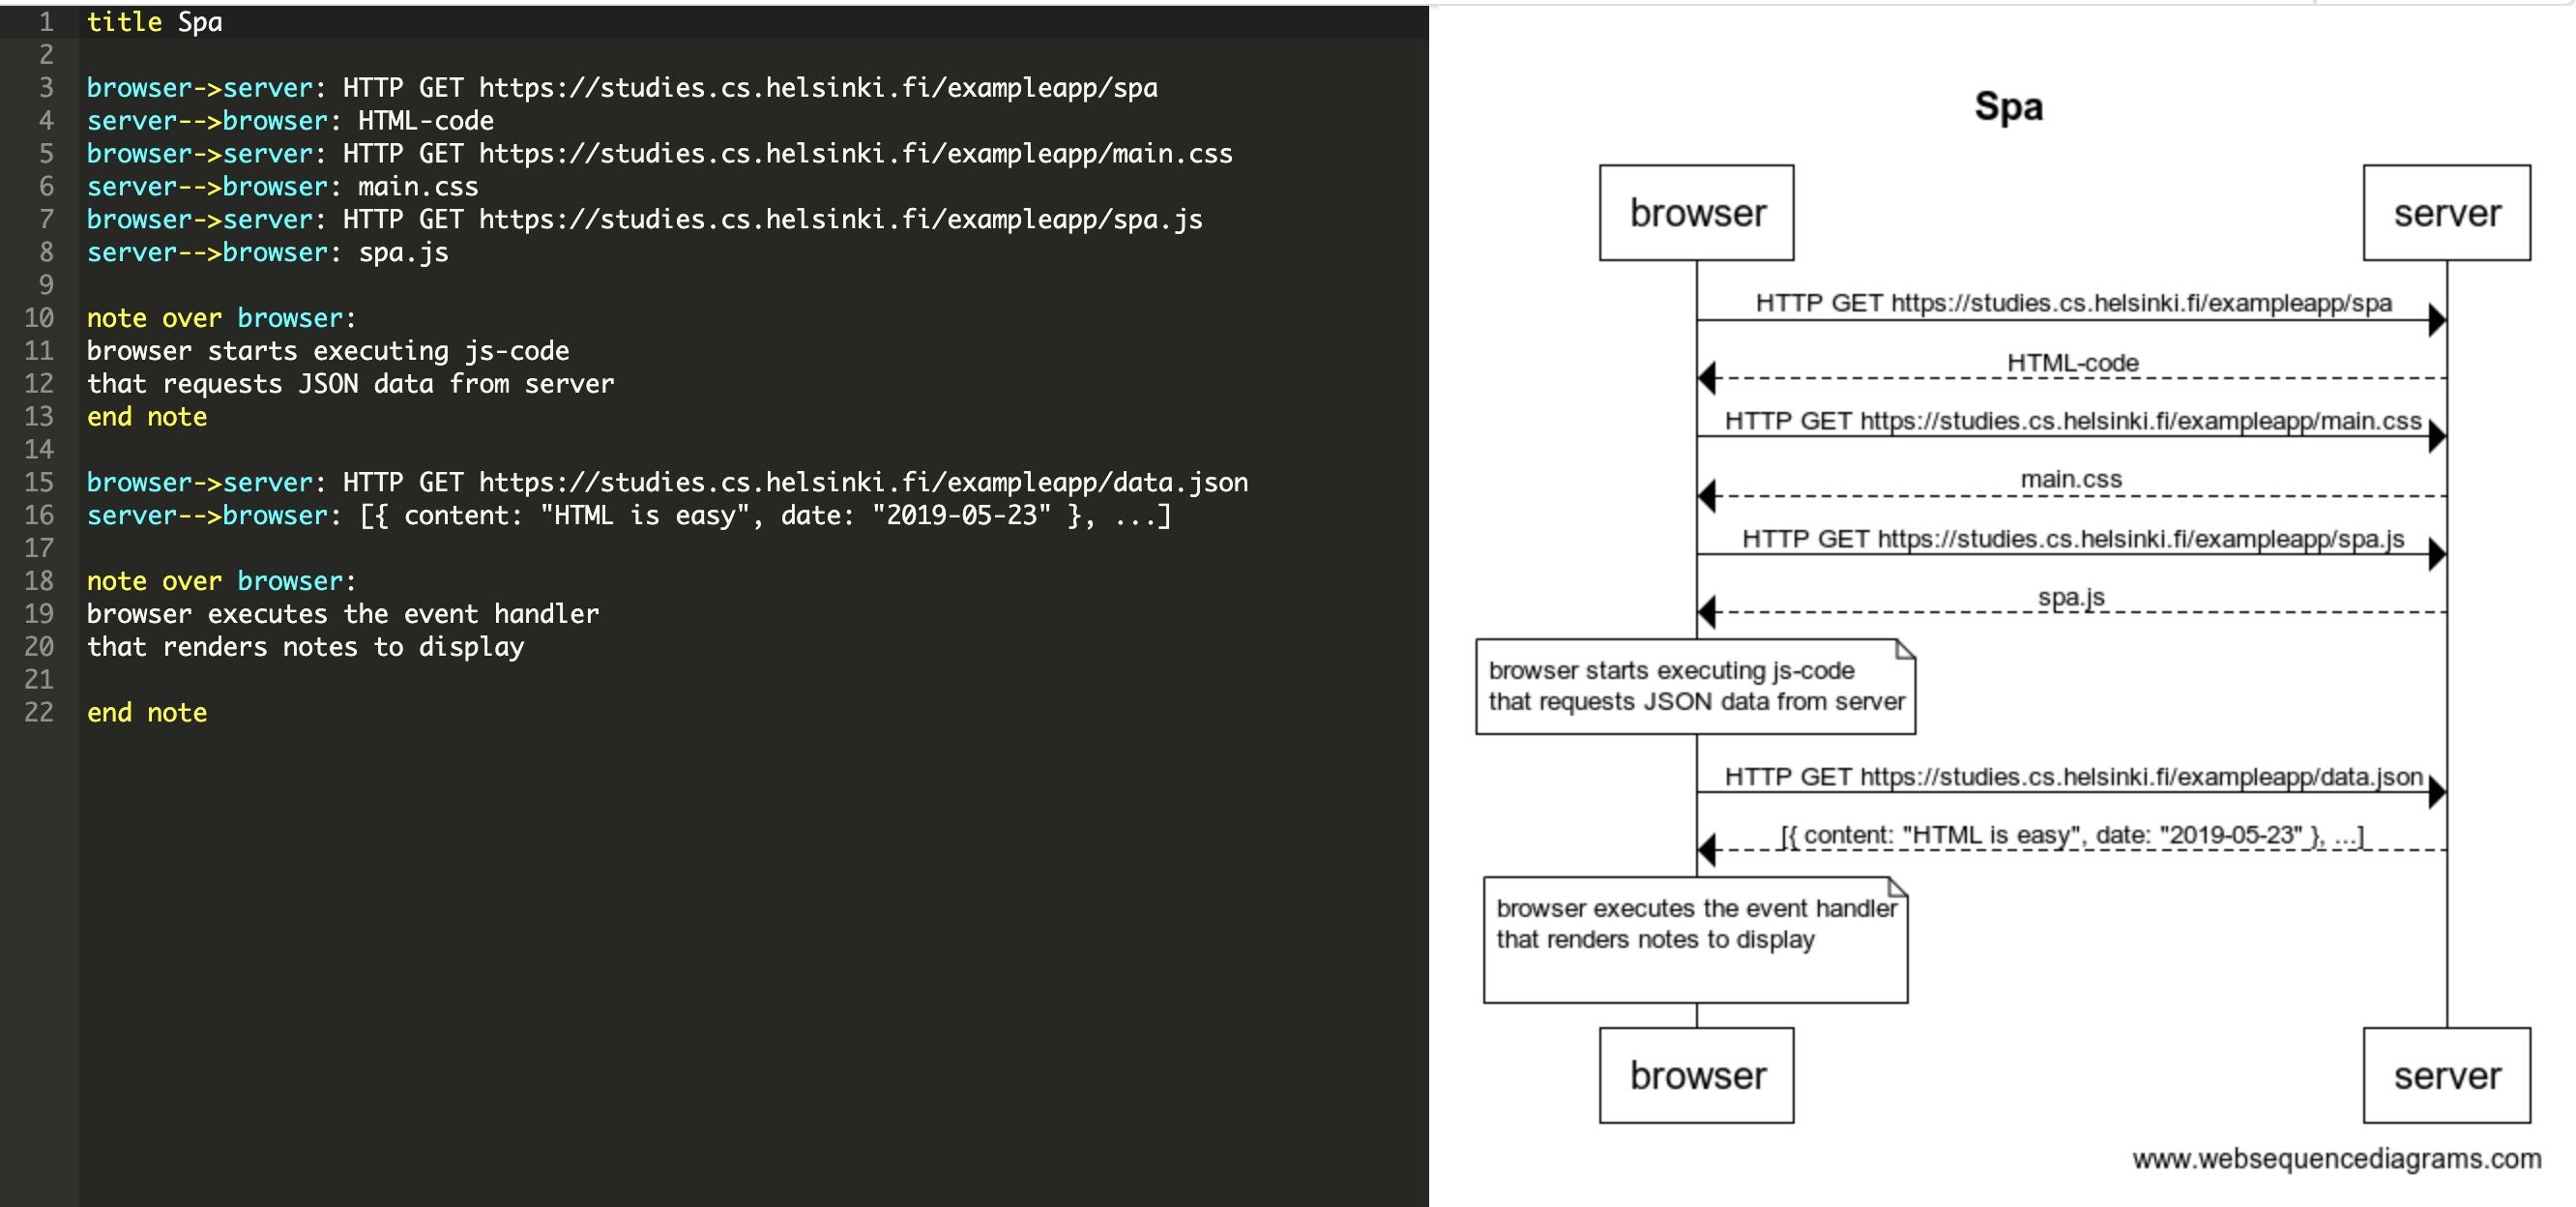 1 title Spa
2
3 browser->server: HTTP GET https://studies.cs.helsinki.fi/exampleapp/spa
4 server-->browser: HTML-code
5 browser->server: HTTP GET https://studies.cs.helsinki.fi/exampleapp/main.css
6 server-->browser: main.css
7 browser->server: HTTP GET https://studies.cs.helsinki.fi/exampleapp/spa.js
8 server-->browser: spa.js
9
10 note over browser:
11 browser starts executing js-code
12 that requests JSON data from server
13 end note
14
15 browser->server: HTTP GET https://studies.cs.helsinki.fi/exampleapp/data.json
16 server-->browser: [{ content: "HTML is easy", date: "2019-05-23" }, ...]
17
18 note over browser:
19 browser executes the event handler
20 that renders notes to display
21
22 end note
Spa
browser server
HTTP GET https://studies.cs.helsinki.fi/exampleapp/spa
HTML-code
HTTP GET https://studies.cs.helsinki.fi/exampleapp/main.css
main.css
HTTP GET https://studies.cs.helsinki.fi/exampleapp/spa.js
spa.js
browser starts executing js-code
that requests JSON data from server
HTTP GET https://studies.cs.helsinki.fi/exampleapp/data.json
[{ content: "HTML is easy", date: "2019-05-23" }, ...]
browser executes the event handler
that renders notes to display
browser server
www.websequencediagrams.com